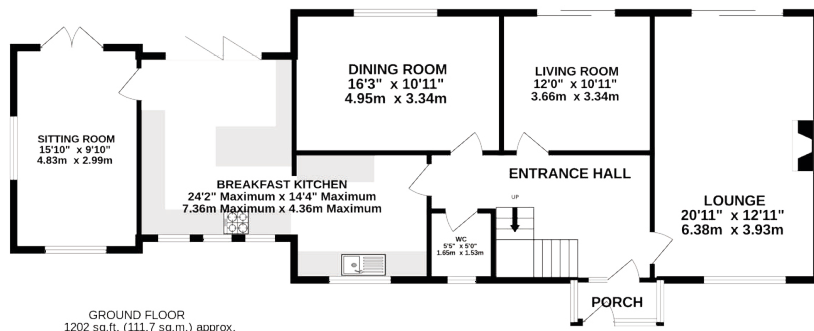 DINING ROOM
16'3" x 10'11"
4.95m x 3.34m
LIVING ROOM
12'0" x 10'11"
3.66m x 3.34m
SITTING ROOM
15'10" x 9'10"
4.83m x 2.99m
BREAKFAST KITCHEN
24'2" Maximum x 14'4" Maximum
7.36m Maximum x 4.36m Maximum
ENTRANCE HALL
UP
LOUNGE
20'11" x 12'11"
6.38m x 3.93m
WC
5'5" x 5'0"
1.65m x 1.53m
PORCH
GROUND FLOOR
1202 sq.ft. (111.7 sq.m.) approx.